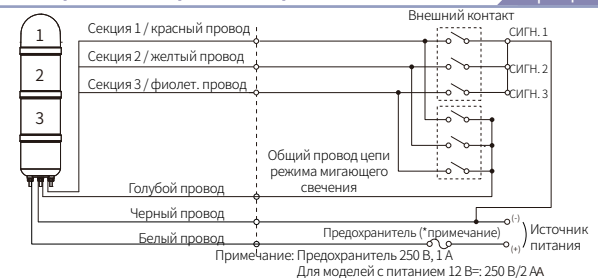 Внешний контакт
1
Секция 1 / красный провод
СИГН. 1
2
Секция 2 / желтый провод
СИГН. 2
3
Секция 3 / фиолет. провод
СИГН. 3
Общий провод цепи
режима мигающего
свечения
Голубой провод
Черный провод
(-)
Источник
питания
Белый провод
Предохранитель (*примечание)
(+)
Примечание: Предохранитель 250 В, 1 А
Для моделей с питанием 12 В=: 250 В/2 АА